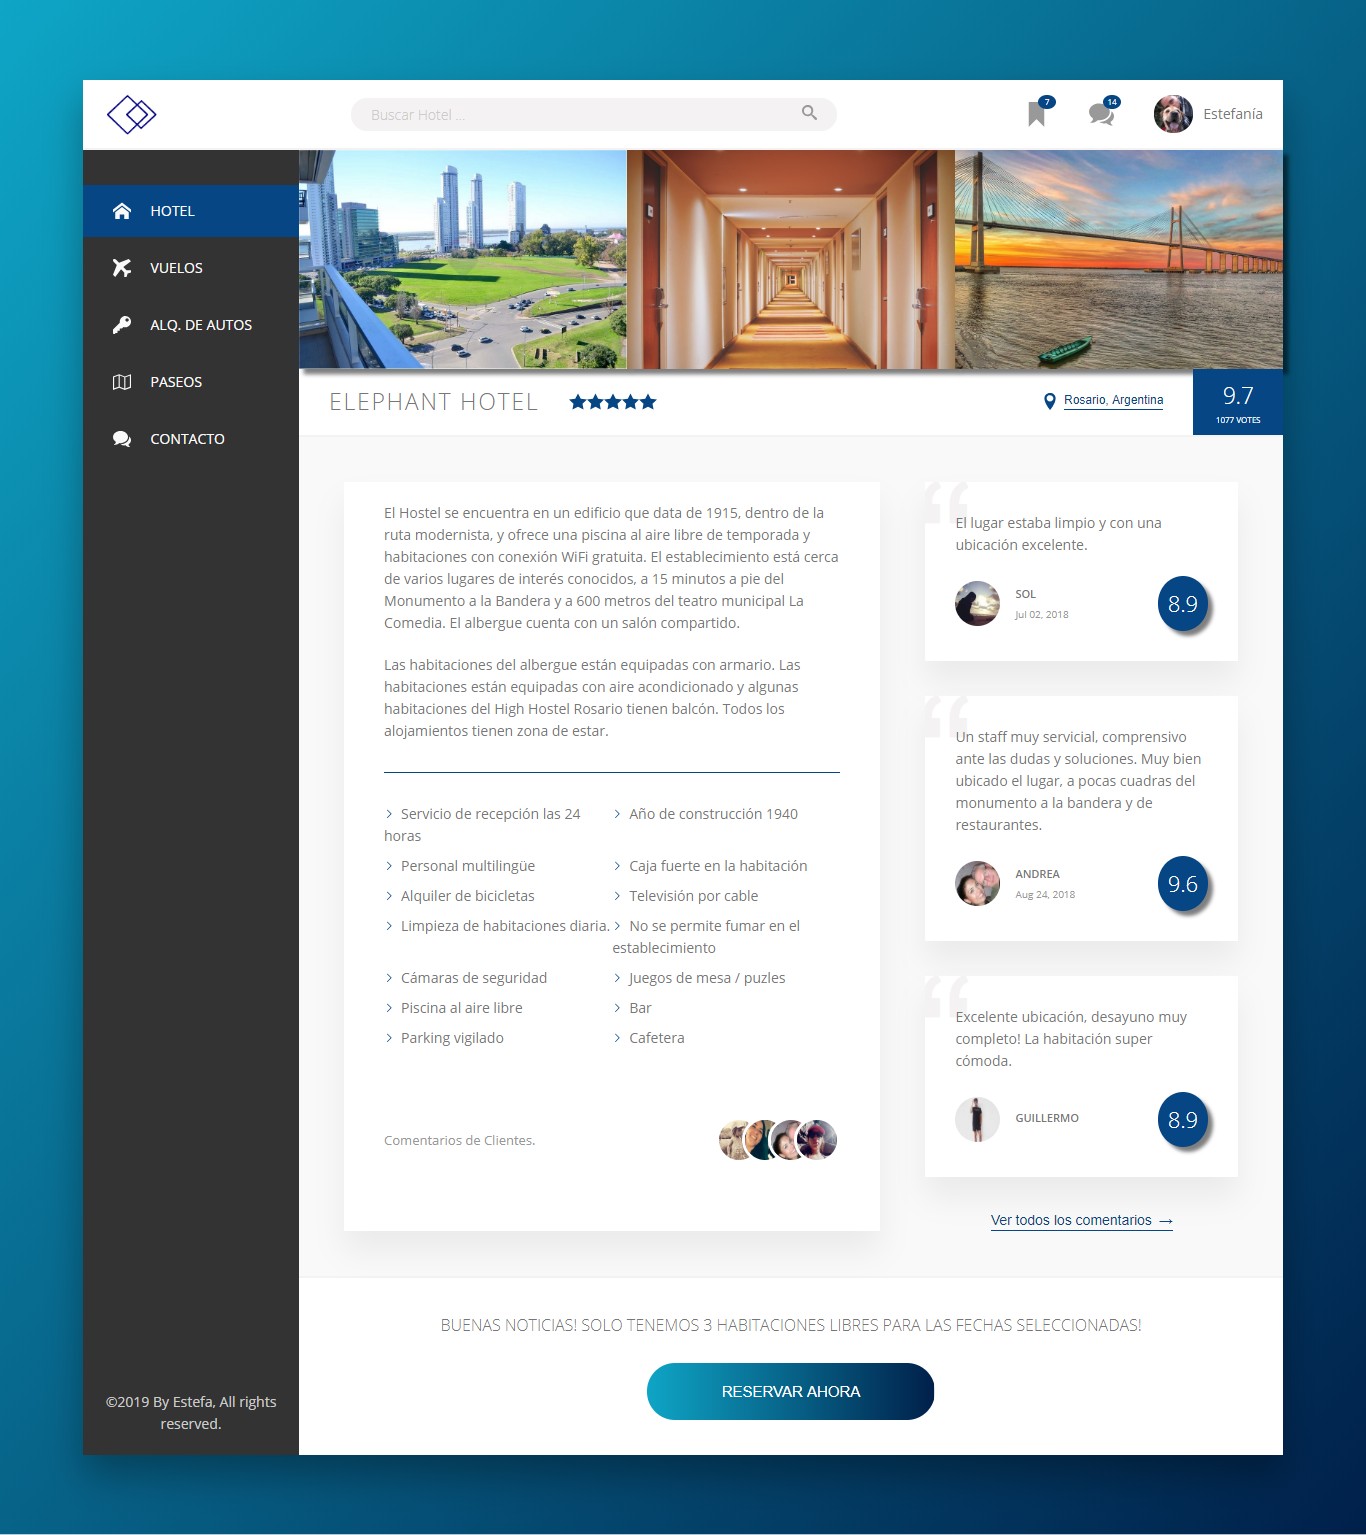 Buscar Hotel ...
7
14
Estefanía
HOTEL
VUELOS
ALQ. DE AUTOS
PASEOS
CONTACTO
ELEPHANT HOTEL
Rosario, Argentina
9.7
1077 VOTES
El Hostel se encuentra en un edificio que data de 1915, dentro de la
ruta modernista, y ofrece una piscina al aire libre de temporada y
habitaciones con conexión WiFi gratuita. El establecimiento está cerca
de varios lugares de interés conocidos, a 15 minutos a pie del
Monumento a la Bandera y a 600 metros del teatro municipal La
Comedia. El albergue cuenta con un salón compartido.
Las habitaciones del albergue están equipadas con armario. Las
habitaciones están equipadas con aire acondicionado y algunas
habitaciones del High Hostel Rosario tienen balcón. Todos los
alojamientos tienen zona de estar.
Servicio de recepción las 24
horas
Año de construcción 1940
Personal multilingüe
Caja fuerte en la habitación
Alquiler de bicicletas
Televisión por cable
Limpieza de habitaciones diaria.
No se permite fumar en el
establecimiento
Cámaras de seguridad
Juegos de mesa / puzles
Piscina al aire libre
Bar
Parking vigilado
Cafetera
Comentarios de Clientes.
“
El lugar estaba limpio y con una
ubicación excelente.
SOL
Jul 02, 2018
8.9
“
Un staff muy servicial, comprensivo
ante las dudas y soluciones. Muy bien
ubicado el lugar, a pocas cuadras del
monumento a la bandera y de
restaurantes.
ANDREA
Aug 24, 2018
9.6
“
Excelente ubicación, desayuno muy
completo! La habitación super
cómoda.
GUILLERMO
8.9
Ver todos los comentarios →
BUENAS NOTICIAS! SOLO TENEMOS 3 HABITACIONES LIBRES PARA LAS FECHAS SELECCIONADAS!
RESERVAR AHORA
©2019 By Estefa, All rights
reserved.